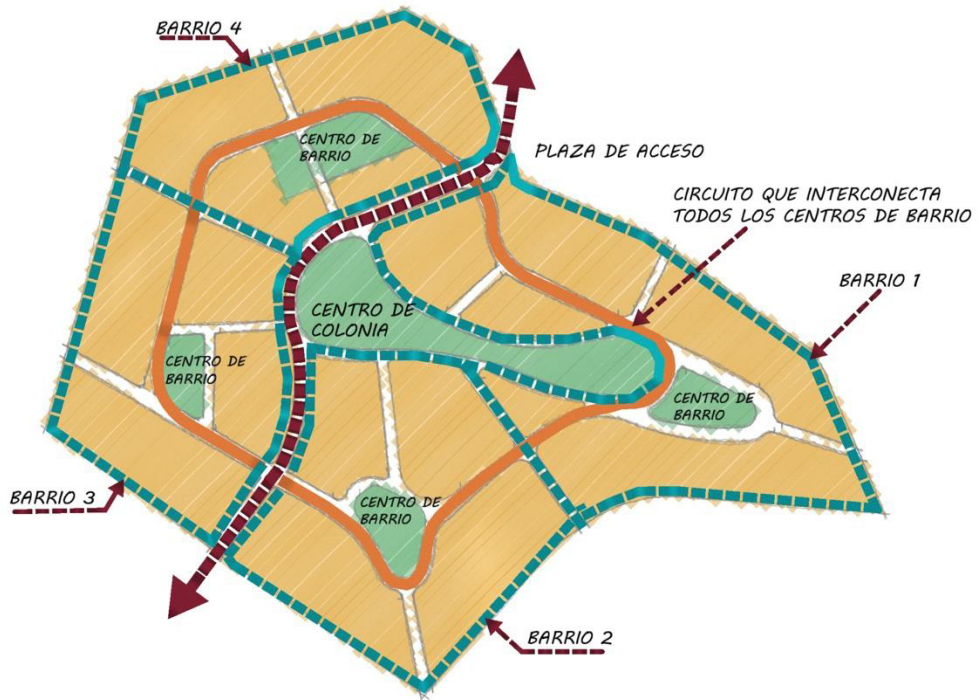 BARRIO 4
CENTRO DE
BARRIO
PLAZA DE ACCESO
CIRCUITO QUE INTERCONECTA
TODOS LOS CENTROS DE BARRIO
BARRIO 1
CENTRO DE
COLONIA
CENTRO DE
BARRIO
CENTRO DE
BARRIO
BARRIO 3
CENTRO DE
BARRIO
BARRIO 2